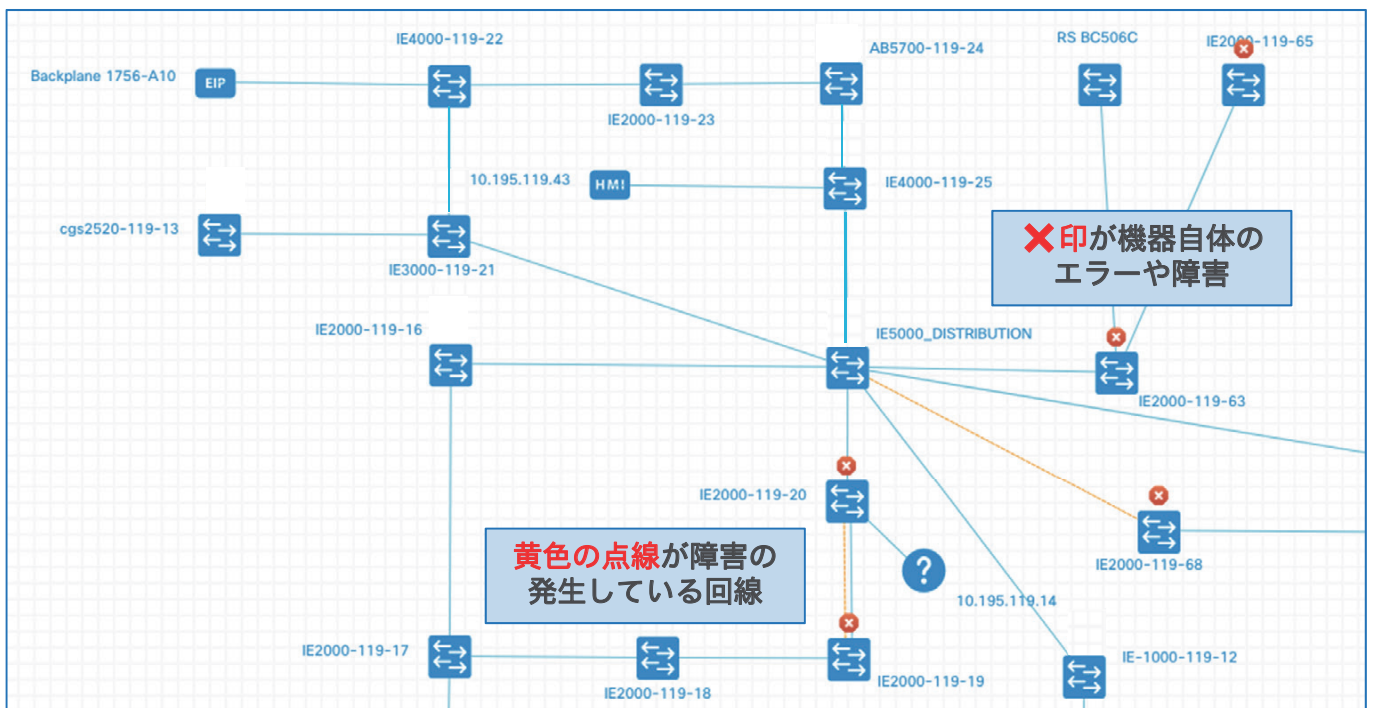 IE4000-119-22
AB5700-119-24
RS BC506C
IE2000-119-65
Backplane 1756-A10
EIP
IE2000-119-23
10.195.119.43
HMI
IE4000-119-25
cgs2520-119-13
IE3000-119-21
❌印が機器自体の
エラーや障害
IE2000-119-16
IE5000_DISTRIBUTION
IE2000-119-63
IE2000-119-20
黄色の点線が障害の
発生している回線
?
IE2000-119-68
10.195.119.14
IE2000-119-17
IE2000-119-18
IE2000-119-19
IE-1000-119-12